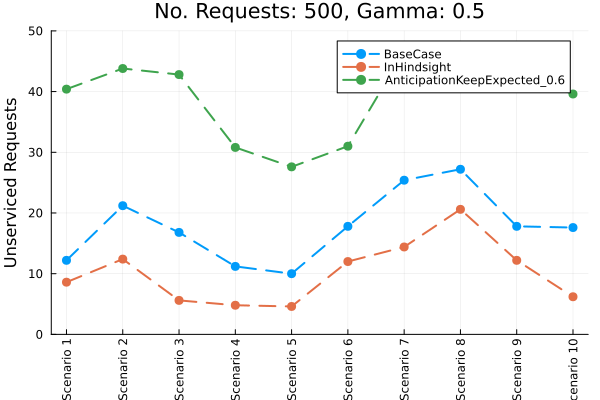 No. Requests: 500, Gamma: 0.5
Unserviced Requests
50
40
30
20
10
0
BaseCase
InHindsight
AnticipationKeepExpected_0.6
Scenario 1
Scenario 2
Scenario 3
Scenario 4
Scenario 5
Scenario 6
Scenario 7
Scenario 8
Scenario 9
cenario 10